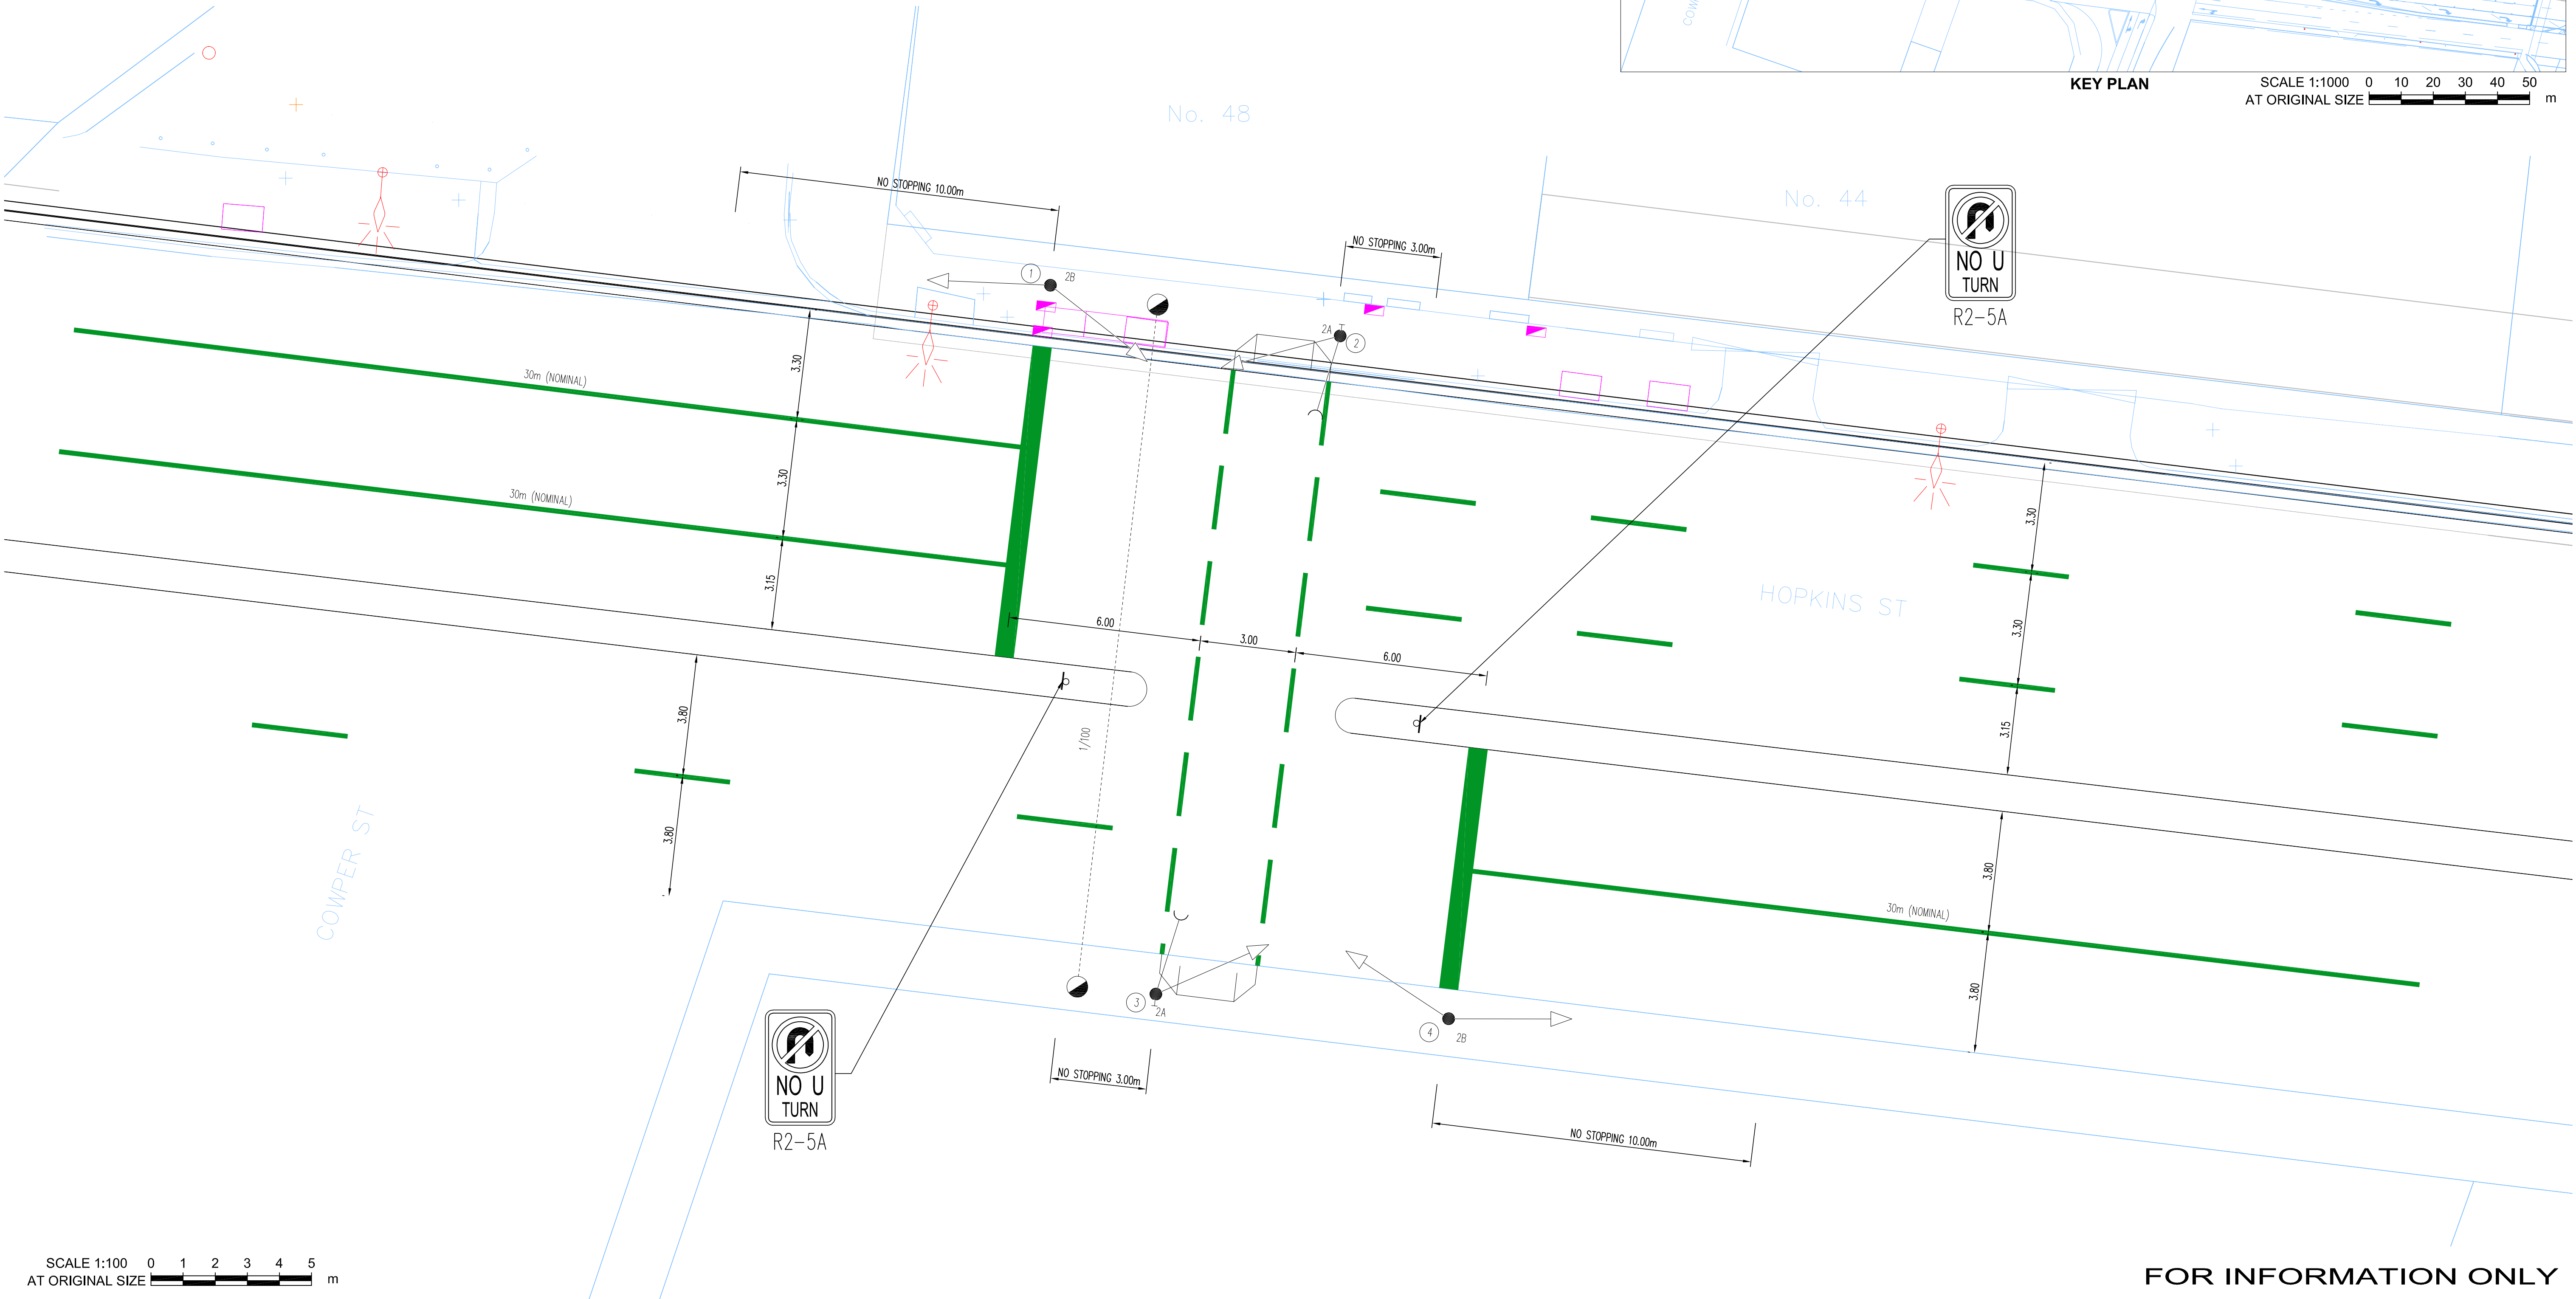 KEY PLAN
SCALE 1:1000 0 10 20 30 40 50
AT ORIGINAL SIZE m
No. 48
NO STOPPING 10.00m
No. 44
NO U
TURN
R2-5A
NO STOPPING 3.00m
1
2B
2A
2
3.30
30m (NOMINAL)
3.30
30m (NOMINAL)
3.15
3.30
HOPKINS ST
3.30
3.15
6.00
3.00
6.00
3.80
1/100
3.80
COWPER ST
3.80
30m (NOMINAL)
3.80
3
2A
4
2B
NO U
TURN
R2-5A
NO STOPPING 3.00m
NO STOPPING 10.00m
SCALE 1:100 0 1 2 3 4 5
AT ORIGINAL SIZE m
FOR INFORMATION ONLY